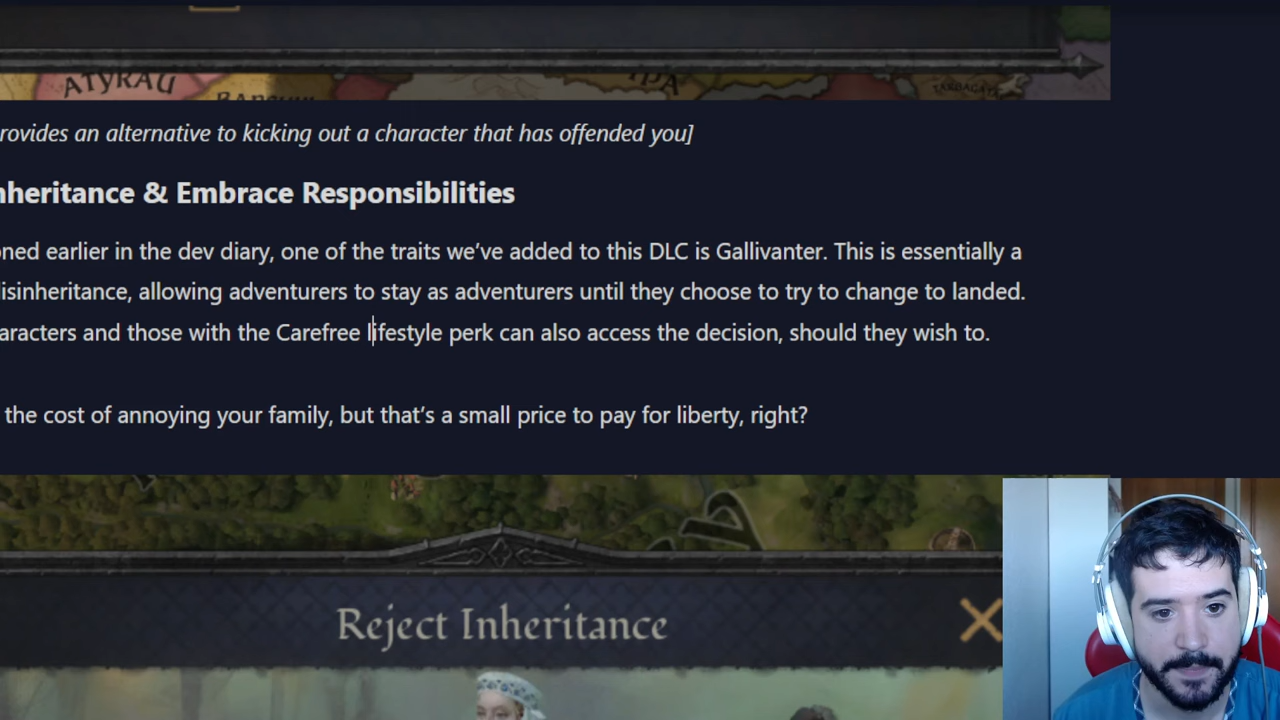 ATYRAU
rovides an alternative to kicking out a character that has offended you]
nheritance & Embrace Responsibilities
ned earlier in the dev diary, one of the traits we've added to this DLC is Gallivanter. This is essentially a
isinheritance, allowing adventurers to stay as adventurers until they choose to try to change to landed.
aracters and those with the Carefree lifestyle perk can also access the decision, should they wish to.
the cost of annoying your family, but that's a small price to pay for liberty, right?
Reject Inheritance